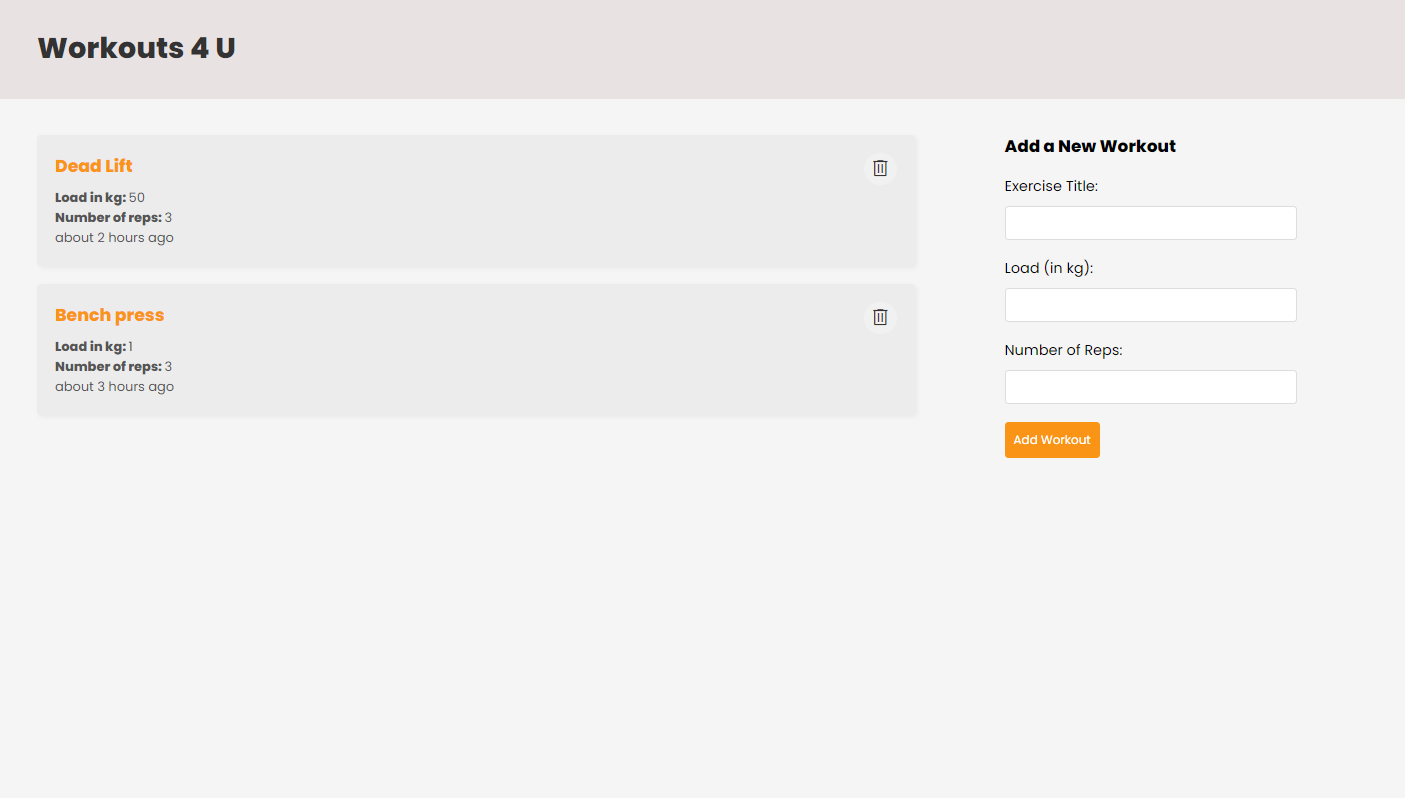 Workouts 4 U
Dead Lift
Load in kg: 50
Number of reps: 3
about 2 hours ago
Bench press
Load in kg: 1
Number of reps: 3
about 3 hours ago
Add a New Workout
Exercise Title:
Load (in kg):
Number of Reps:
Add Workout